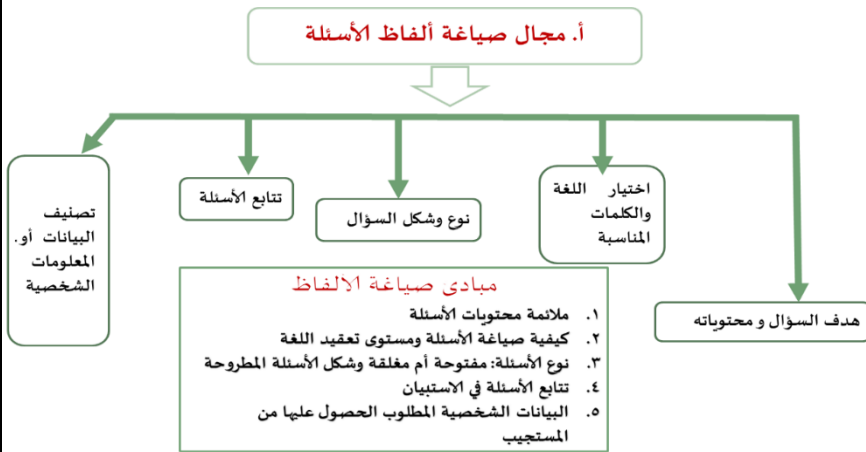 أ. مجال صياغة ألفاظ الأسئلة
هدف السؤال و محتوياته
اختيار اللغة
والكلمات
المناسبة
نوع وشكل السؤال
تتابع الأسئلة
تصنيف
البيانات أو.
المعلومات
الشخصية
مبادئ صياغة الالفاظ
١. ملائمة محتويات الأسئلة
٢. كيفية صياغة الأسئلة ومستوى تعقيد اللغة
٣. نوع الأسئلة: مفتوحة أم مغلقة وشكل الأسئلة المطروحة
٤. تتابع الأسئلة في الاستبيان
٥. البيانات الشخصية المطلوب الحصول عليها من
المستجيب